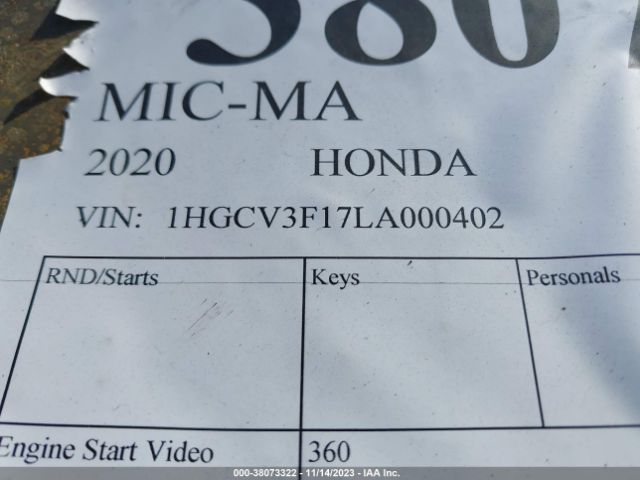 380
MIC-MA
2020 HONDA
VIN: 1HGCV3F17LA000402
RND/Starts Keys Personals
Engine Start Video 360
000-38073322 - 11/14/2023 - IAA Inc.